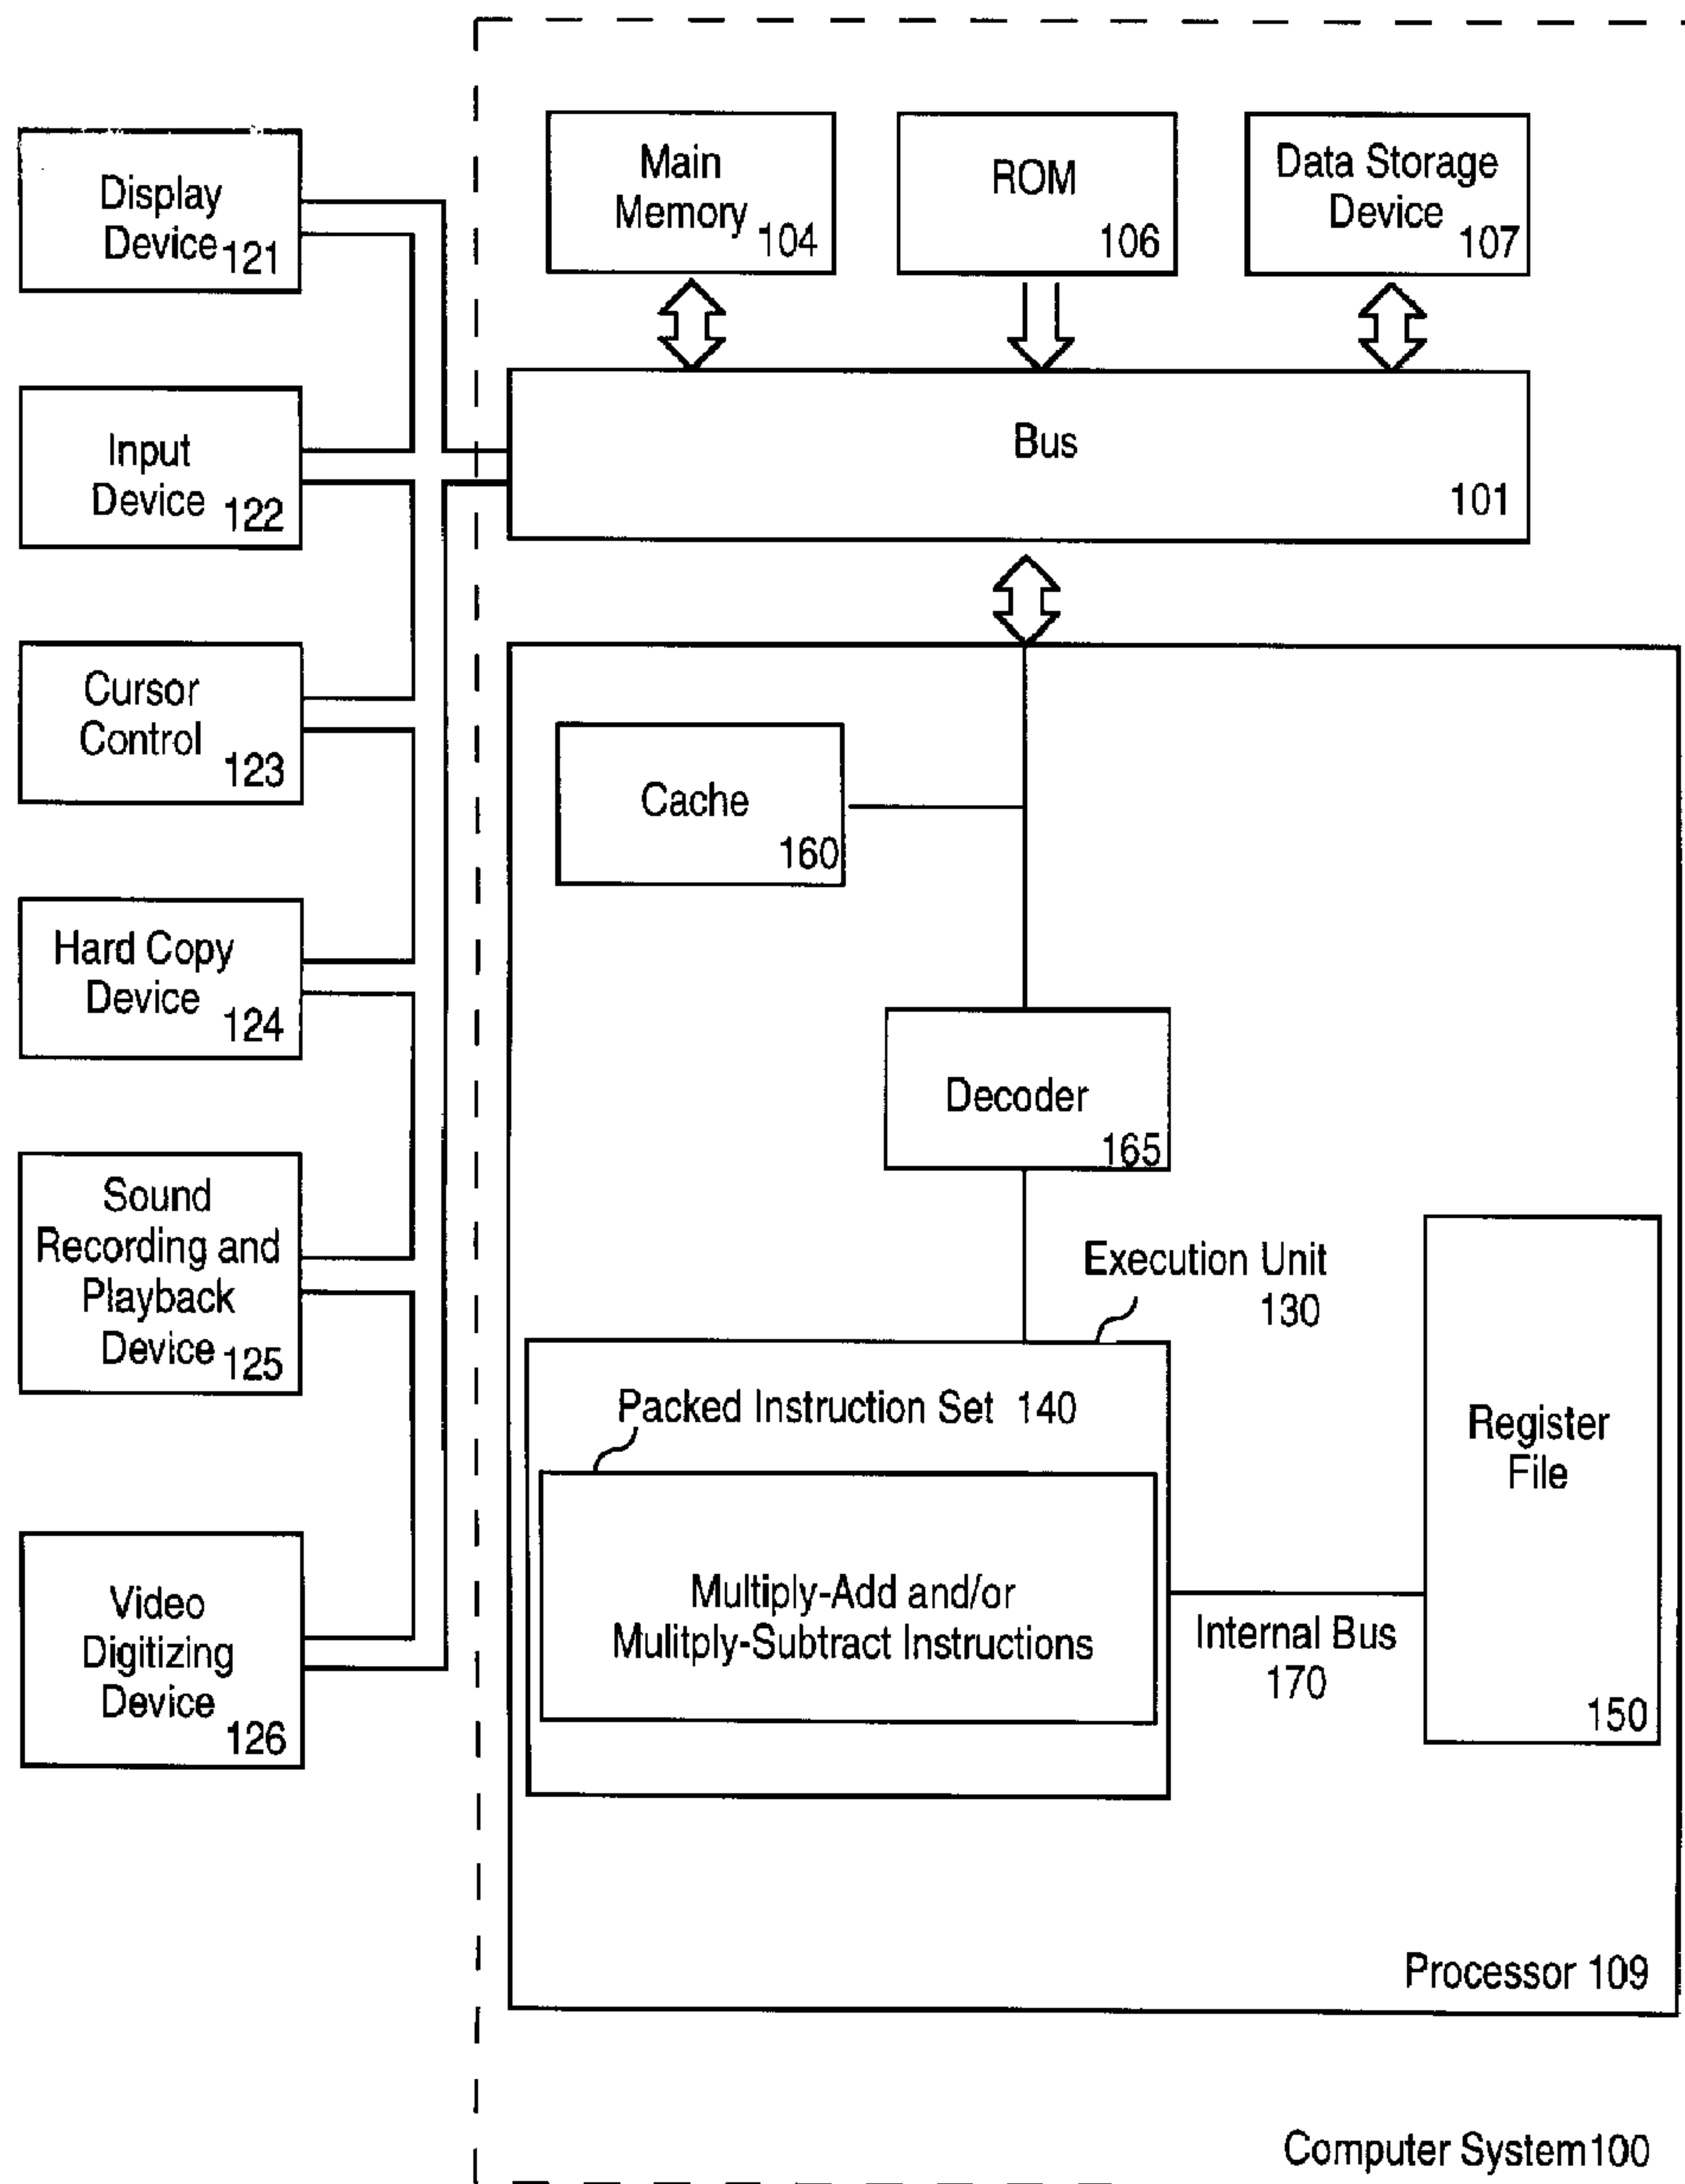 Display
Device 121
Input
Device 122
Cursor
Control
123
Hard Copy
Device
124
Sound
Recording and
Playback
Device 125
Video
Digitizing
Device
126
Main
Memory 104
ROM
106
Data Storage
Device 107
Bus
101
Cache
160
Decoder
165
Execution Unit
130
Packed Instruction Set 140
Multiply-Add and/or
Mulitply-Subtract Instructions
Internal Bus
170
Register
File
150
Processor 109
Computer System100